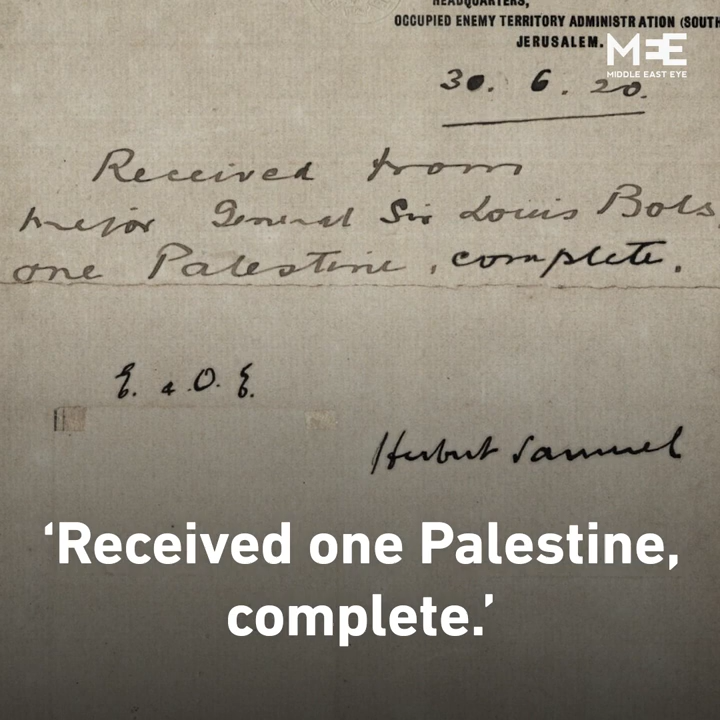 HEADQUARTERS,
OCCUPIED ENEMY TERRITORY ADMINISTRATION (SOUTH
JERUSALEM.
MEE
MIDDLE EAST EYE
30. 6. 20.
Received from
Major General Sir Louis Bols,
one Palestine, complete.
E. & O. E.
Herbert Samuel
‘Received one Palestine,
complete.’